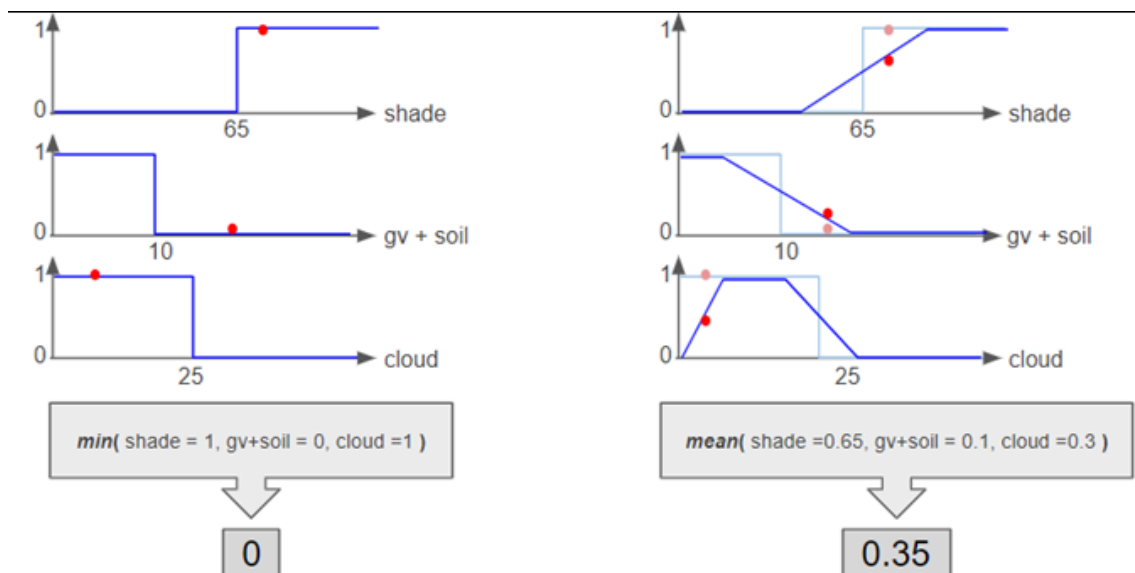 1
0
65
shade
1
0
10
gv + soil
1
0
25
cloud
min( shade = 1, gv+soil = 0, cloud =1 )
0
1
0
65
shade
1
0
10
gv + soil
1
0
25
cloud
mean( shade =0.65, gv+soil = 0.1, cloud =0.3 )
0.35